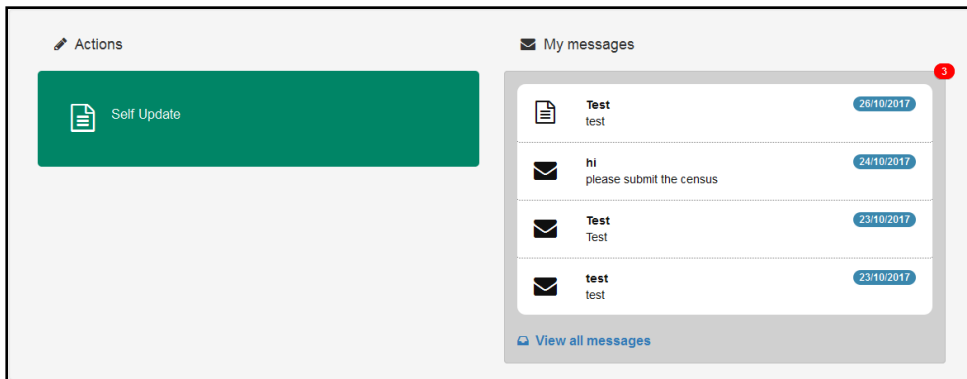 Actions
Self Update
My messages
3
Test
26/10/2017
test
hi
24/10/2017
please submit the census
Test
23/10/2017
Test
test
23/10/2017
test
View all messages